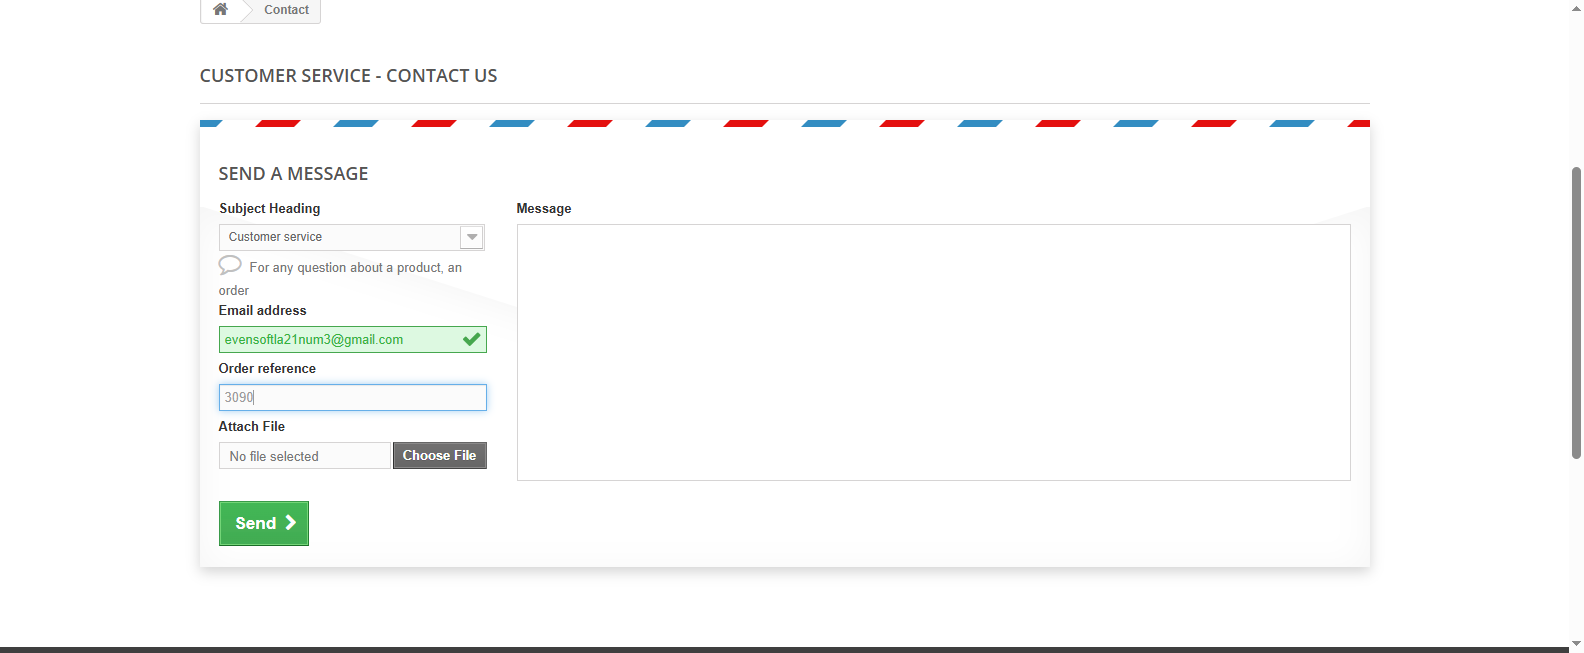 Contact
CUSTOMER SERVICE - CONTACT US
SEND A MESSAGE
Subject Heading
Customer service
For any question about a product, an
order
Email address
evensoftla21num3@gmail.com
Order reference
3090
Attach File
No file selected
Choose File
Send
Message